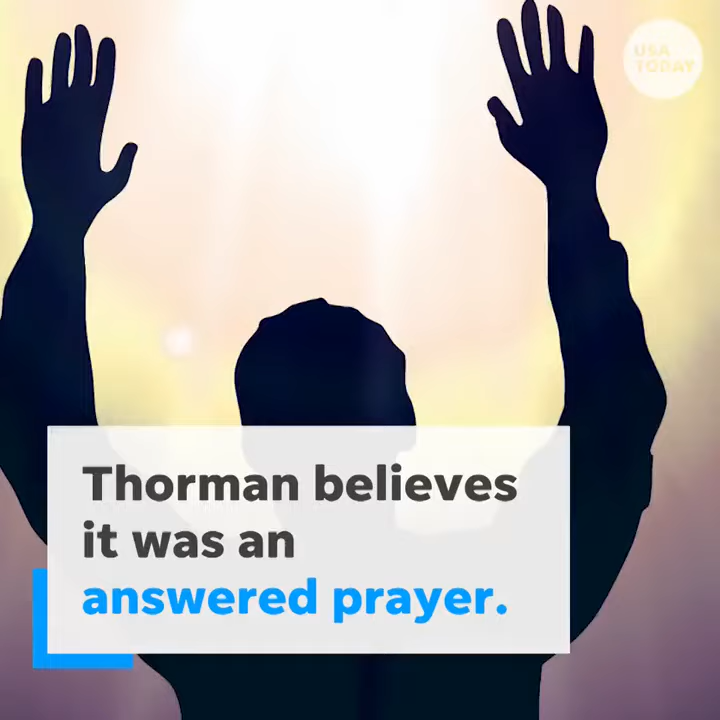 USA
TODAY
Thorman believes
it was an
answered prayer.